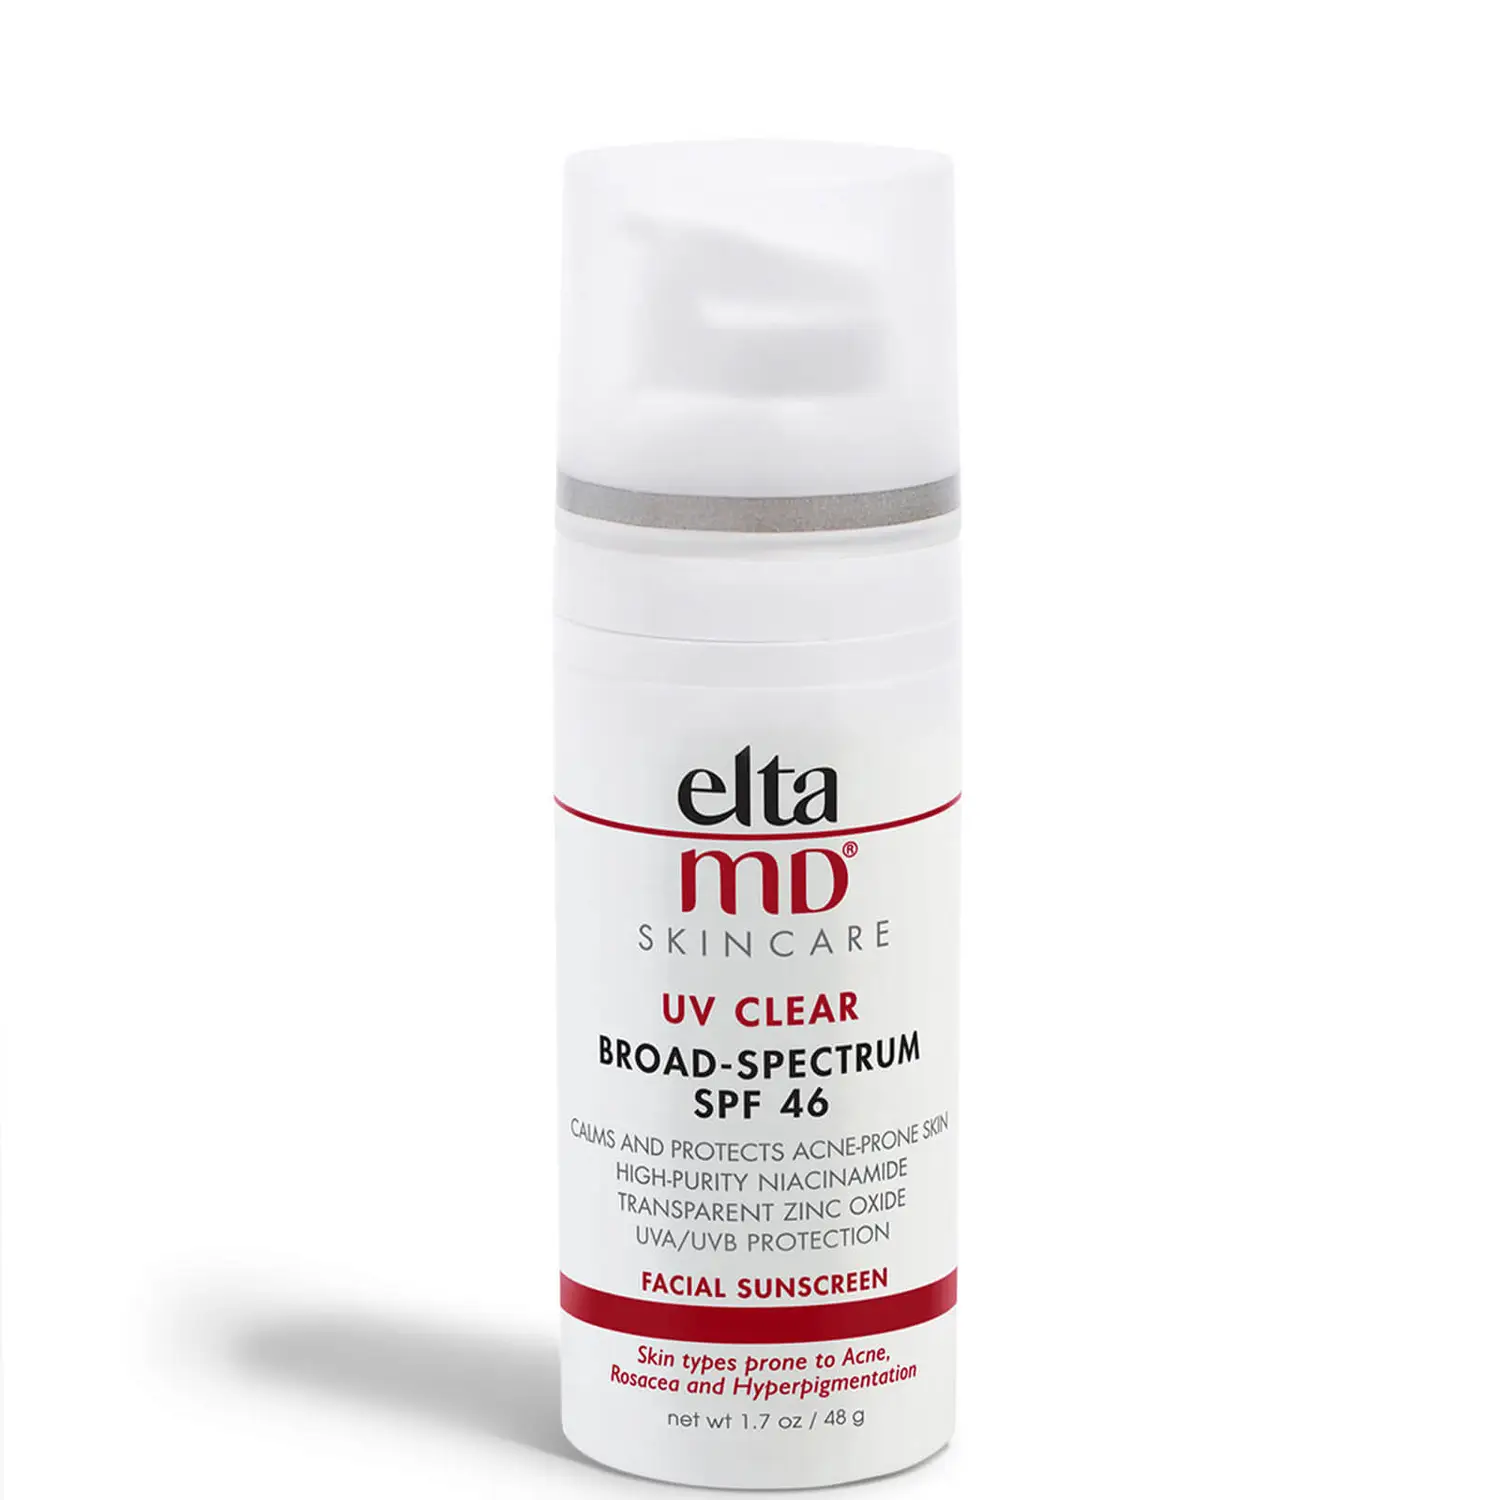 elta
MD®
SKINCARE
UV CLEAR
BROAD-SPECTRUM
SPF 46
CALMS AND PROTECTS ACNE-PRONE SKIN
HIGH-PURITY NIACINAMIDE
TRANSPARENT ZINC OXIDE
UVA/UVB PROTECTION
FACIAL SUNSCREEN
Skin types prone to Acne,
Rosacea and Hyperpigmentation
net wt 1.7 oz / 48 g